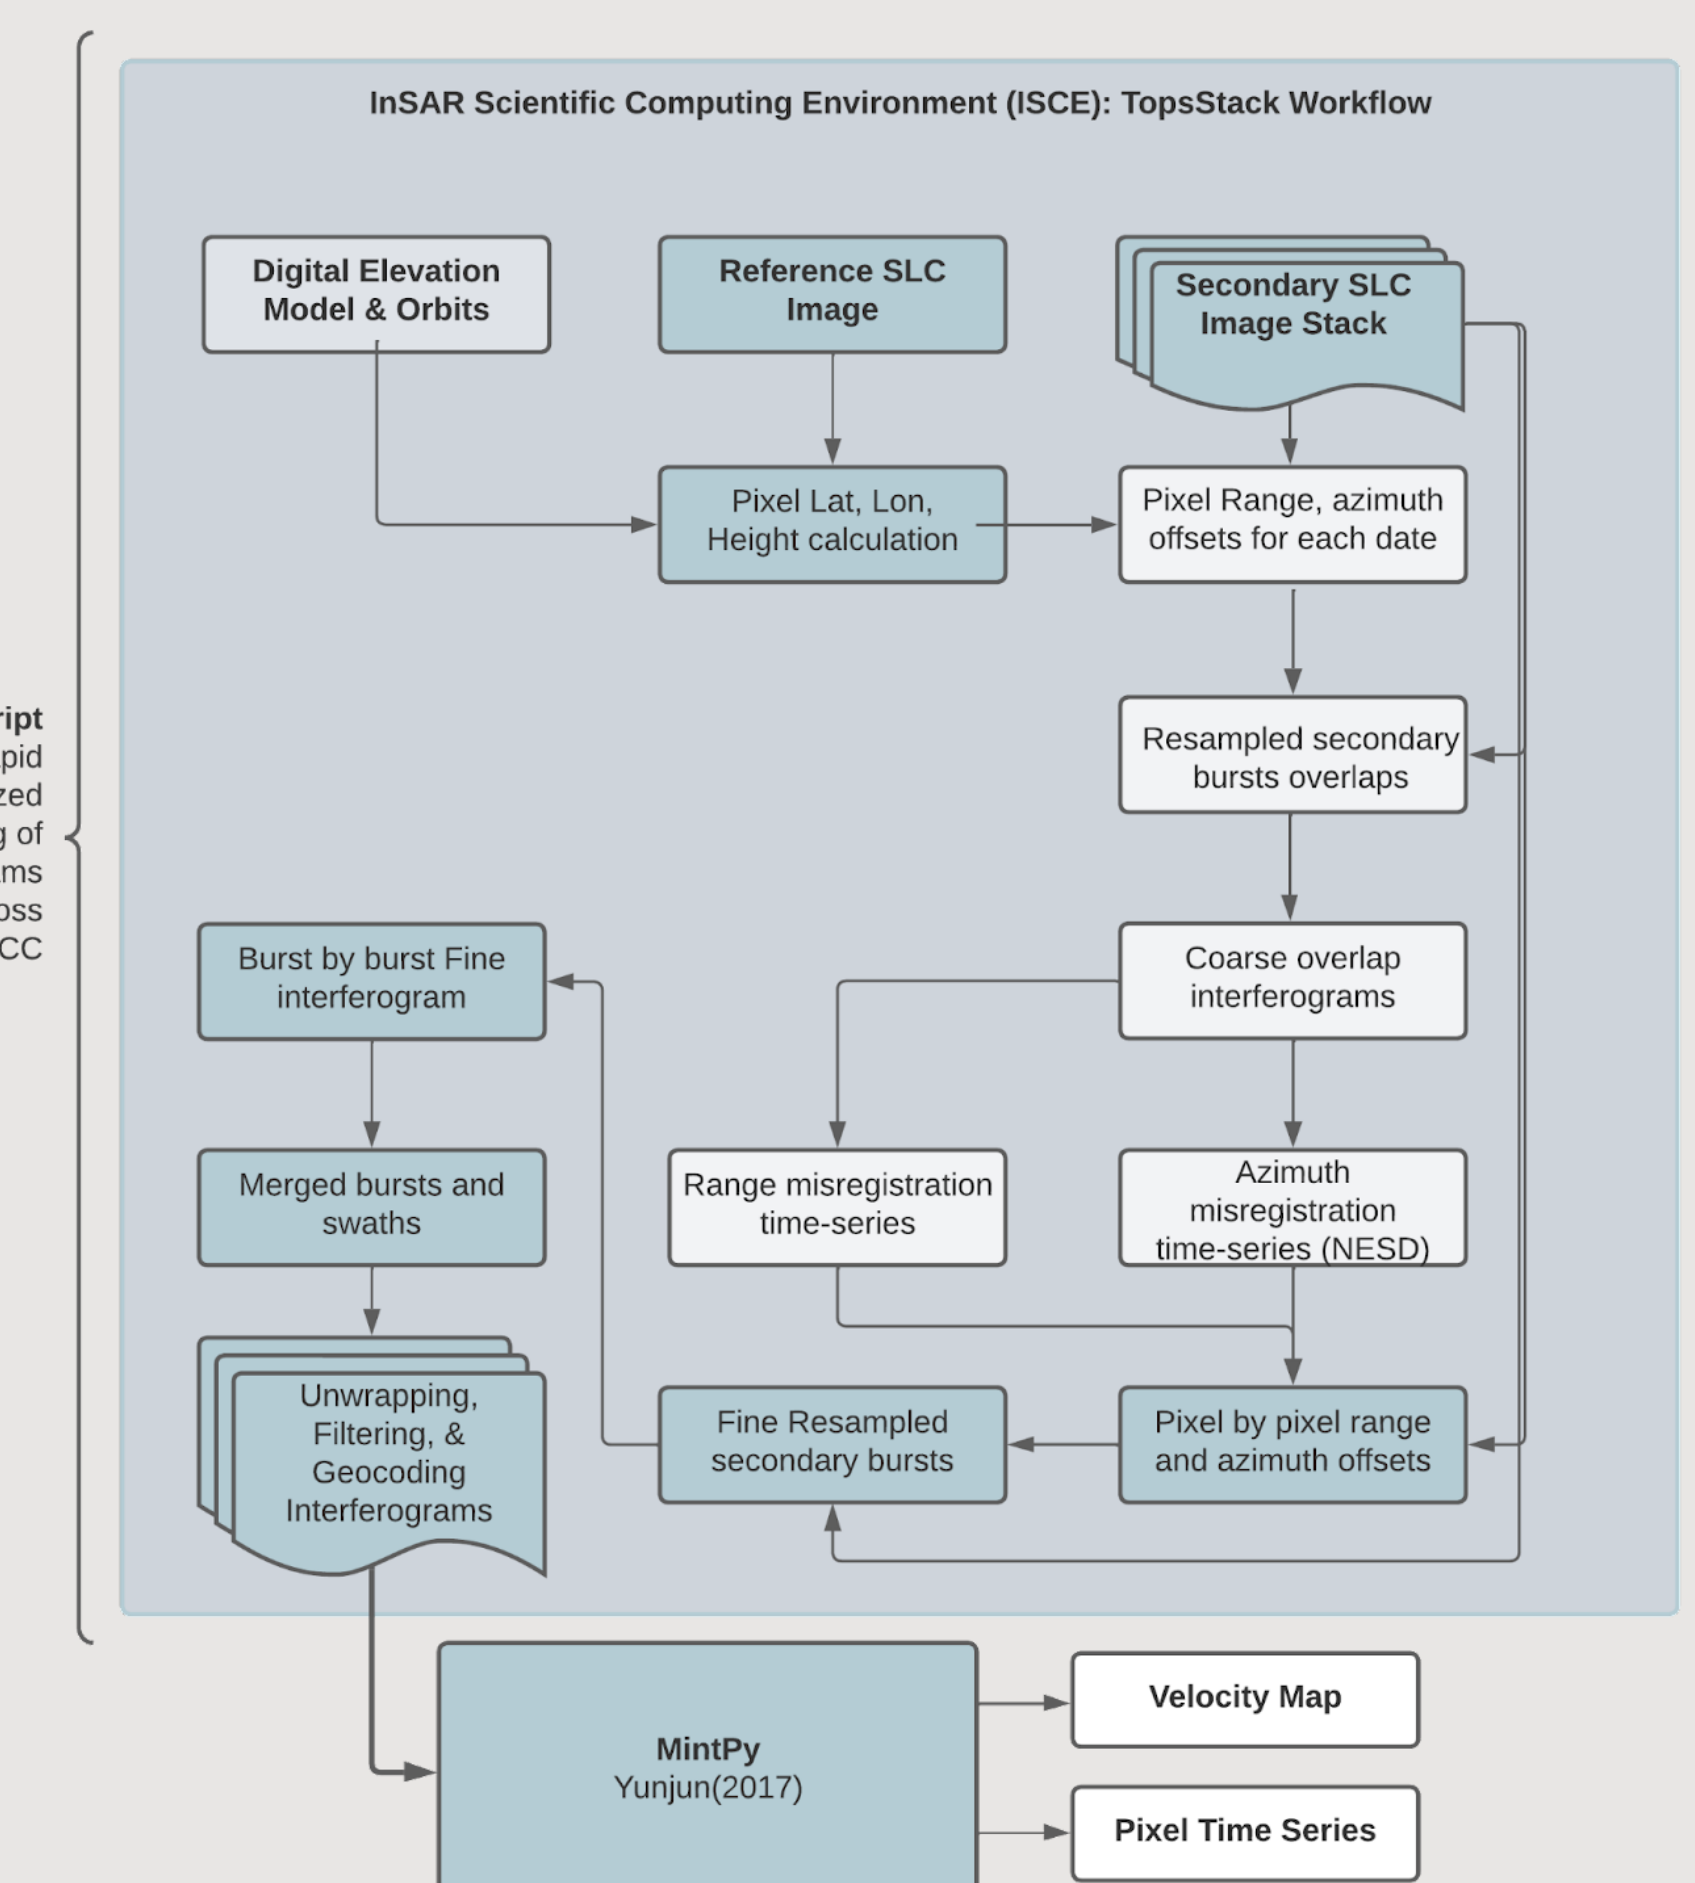 InSAR Scientific Computing Environment (ISCE): TopsStack Workflow
Digital Elevation
Model & Orbits
Reference SLC
Image
Secondary SLC
Image Stack
Pixel Lat, Lon,
Height calculation
Pixel Range, azimuth
offsets for each date
Resampled secondary
bursts overlaps
Burst by burst Fine
interferogram
Coarse overlap
interferograms
Merged bursts and
swaths
Range misregistration
time-series
Azimuth
misregistration
time-series (NESD)
Unwrapping,
Filtering, &
Geocoding
Interferograms
Fine Resampled
secondary bursts
Pixel by pixel range
and azimuth offsets
of
MintPy
Yunjun(2017)
Velocity Map
Pixel Time Series